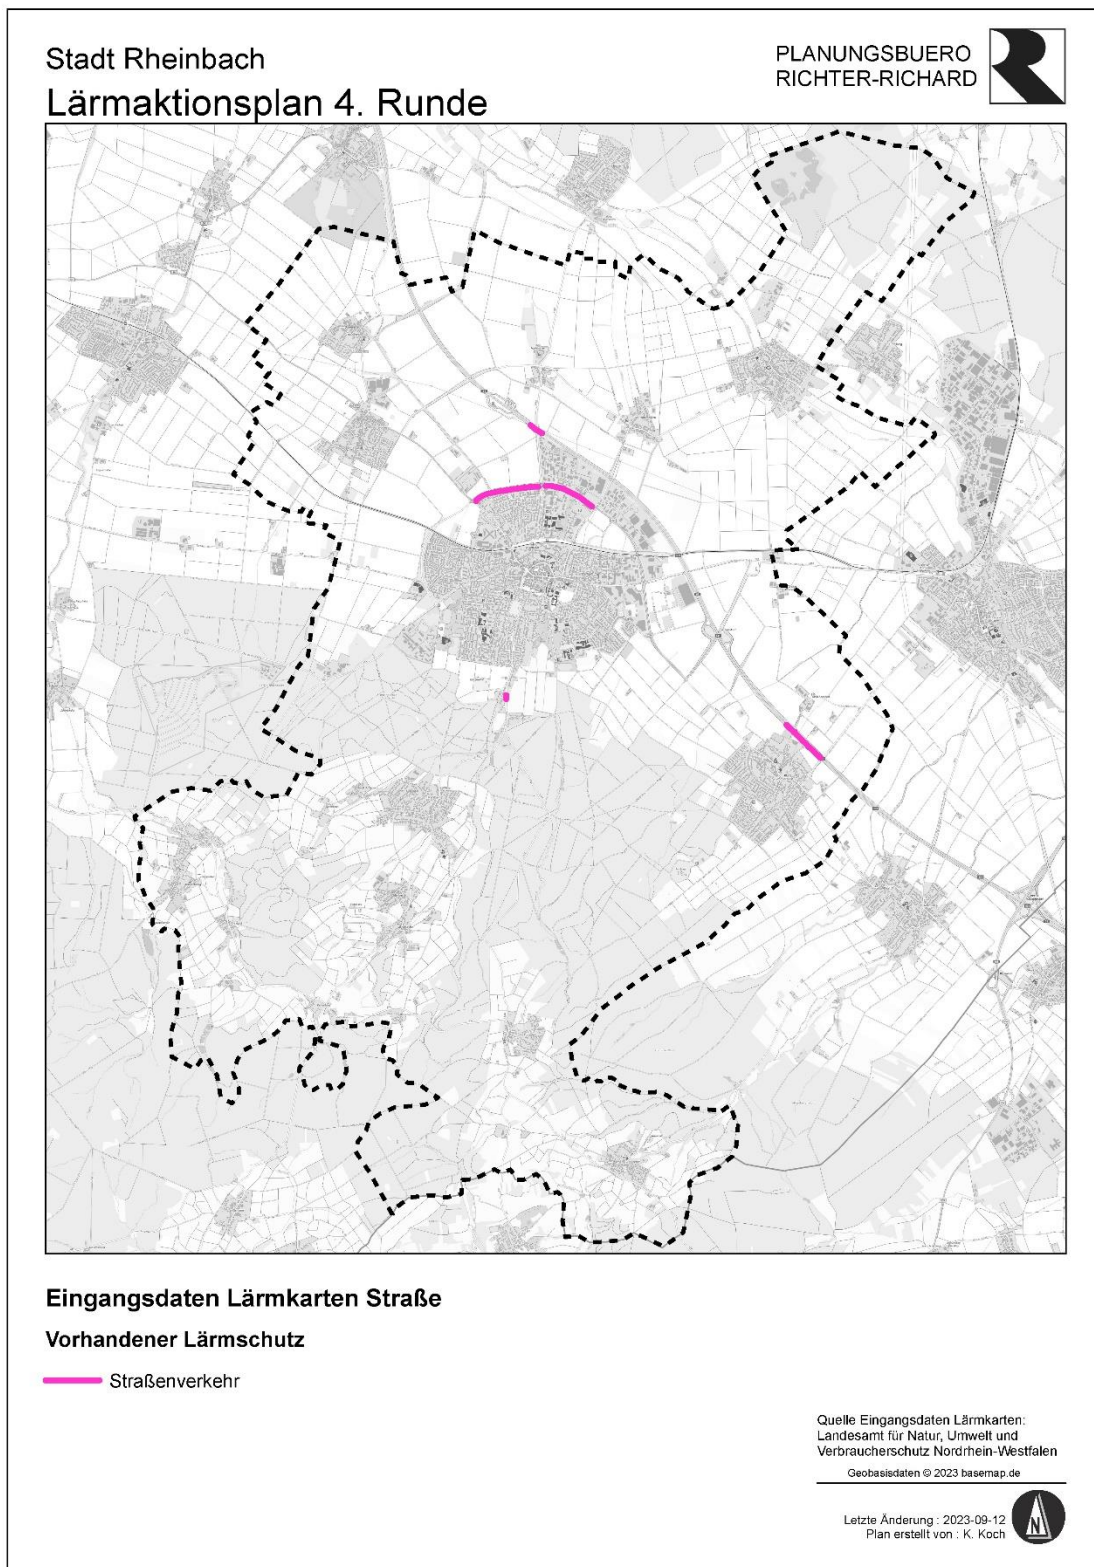 Stadt Rheinbach
Lärmaktionsplan 4. Runde
PLANUNGSBUERO
RICHTER-RICHARD
Eingangsdaten Lärmkarten Straße
Vorhandener Lärmschutz
Straßenverkehr
Quelle Eingangsdaten Lärmkarten:
Landesamt für Natur, Umwelt und
Verbraucherschutz Nordrhein-Westfalen
Geobasisdaten © 2023 basemap.de
Letzte Änderung : 2023-09-12
Plan erstellt von : K. Koch
N